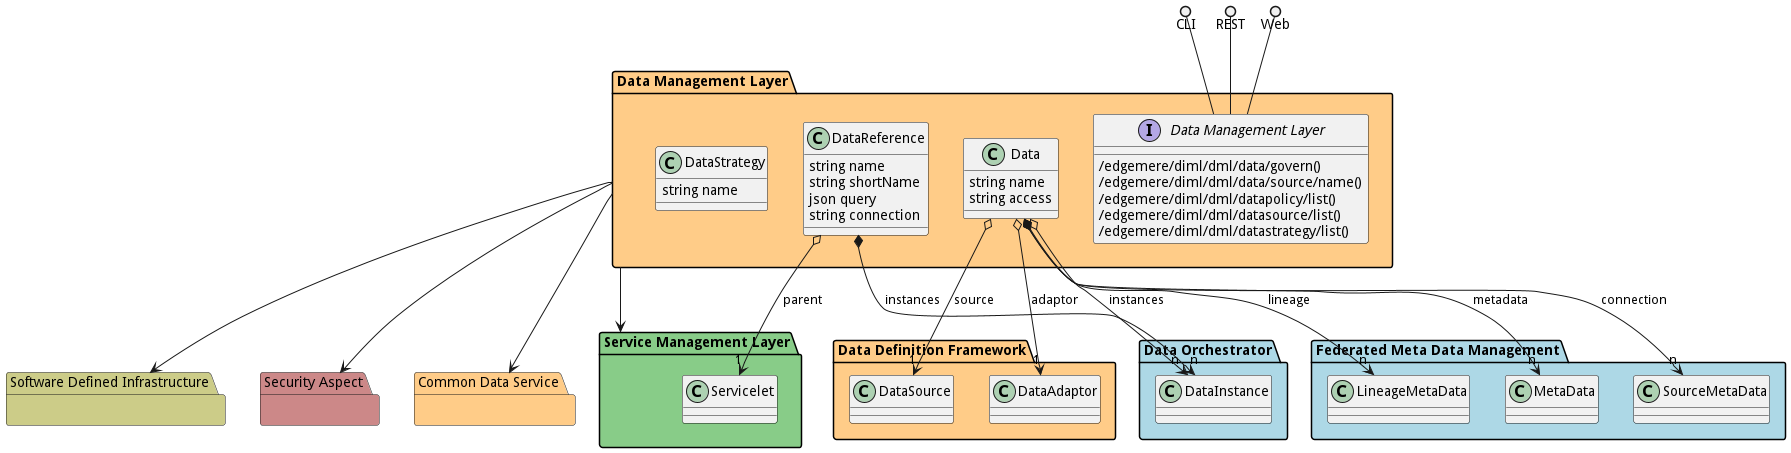 CLI REST Web
Data Management Layer
C DataStrategy
string name
C DataReference
string name
string shortName
json query
string connection
C Data
string name
string access
I Data Management Layer
/edgemere/diml/dml/data/govern()
/edgemere/diml/dml/data/source/name()
/edgemere/diml/dml/datapolicy/list()
/edgemere/diml/dml/datasource/list()
/edgemere/diml/dml/datastrategy/list()
parent instances source adaptor instances lineage metadata connection
1 1 1 n n n n n
Software Defined Infrastructure
Security Aspect
Common Data Service
Service Management Layer
C Servicelet
Data Definition Framework
C DataSource
C DataAdaptor
Data Orchestrator
C DataInstance
Federated Meta Data Management
C LineageMetaData
C MetaData
C SourceMetaData